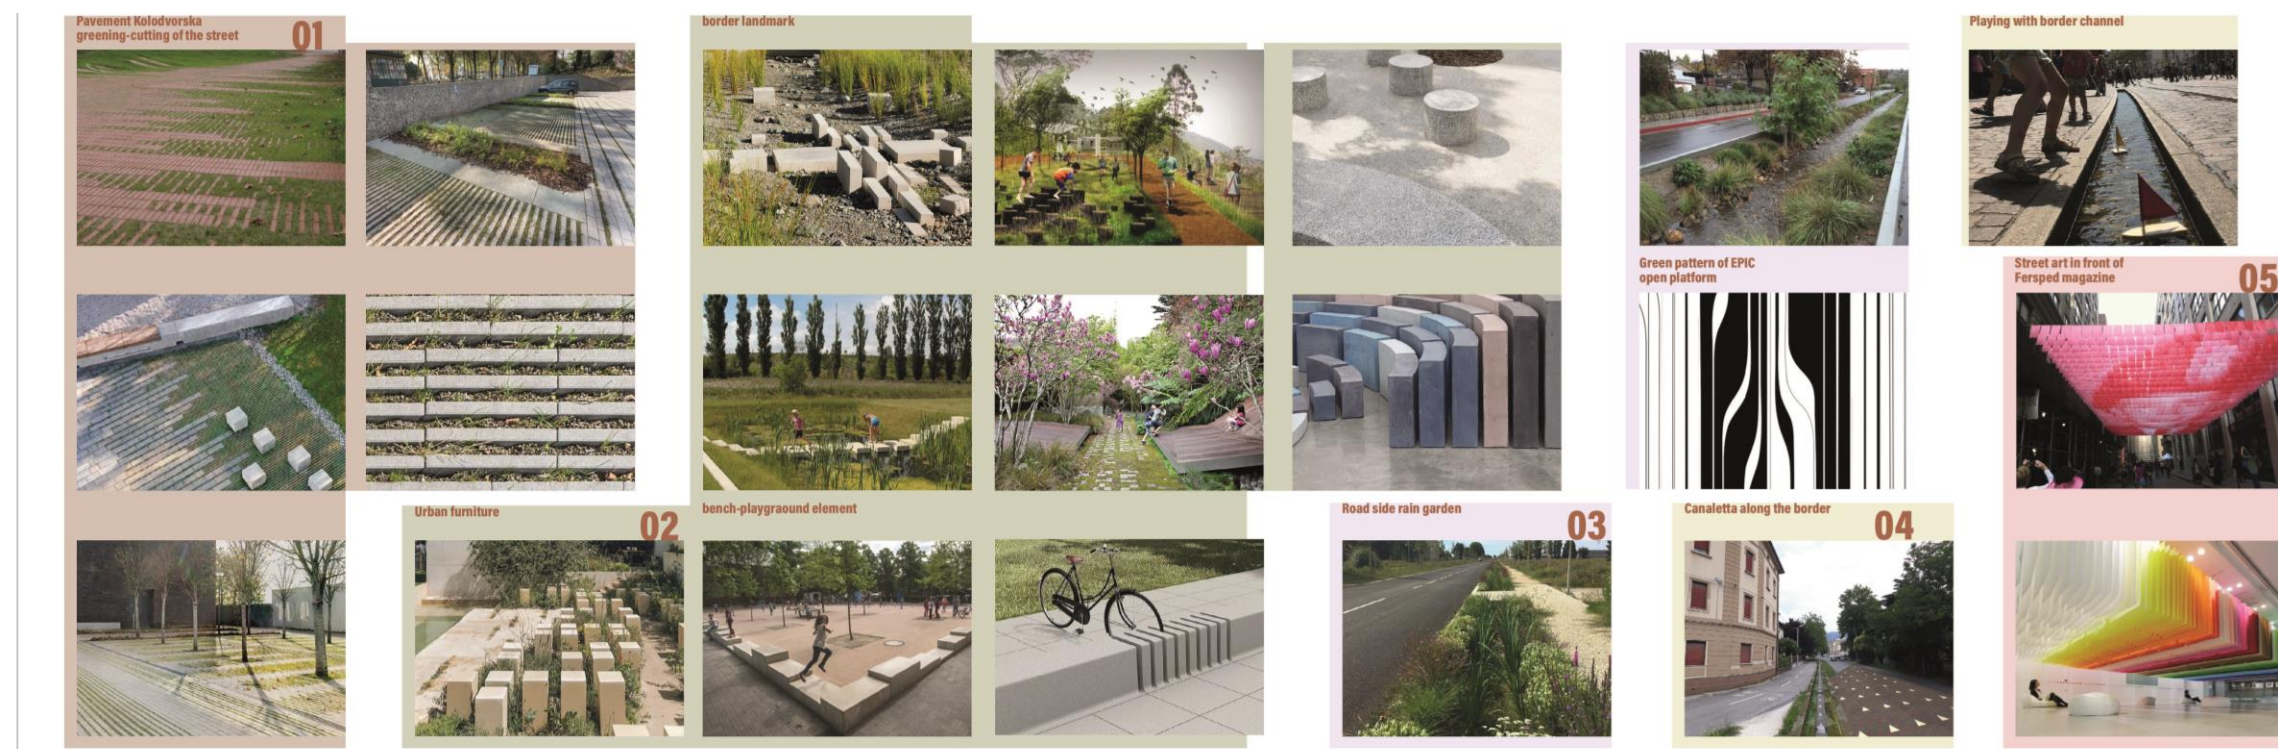 Pavement Kolodvorska
greening-cutting of the street
01
border landmark
Playing with border channel
Green pattern of EPIC
open platform
Street art in front of
Fersped magazine
05
Urban furniture
02
bench-playgraound element
Road side rain garden
03
Canaletta along the border
04